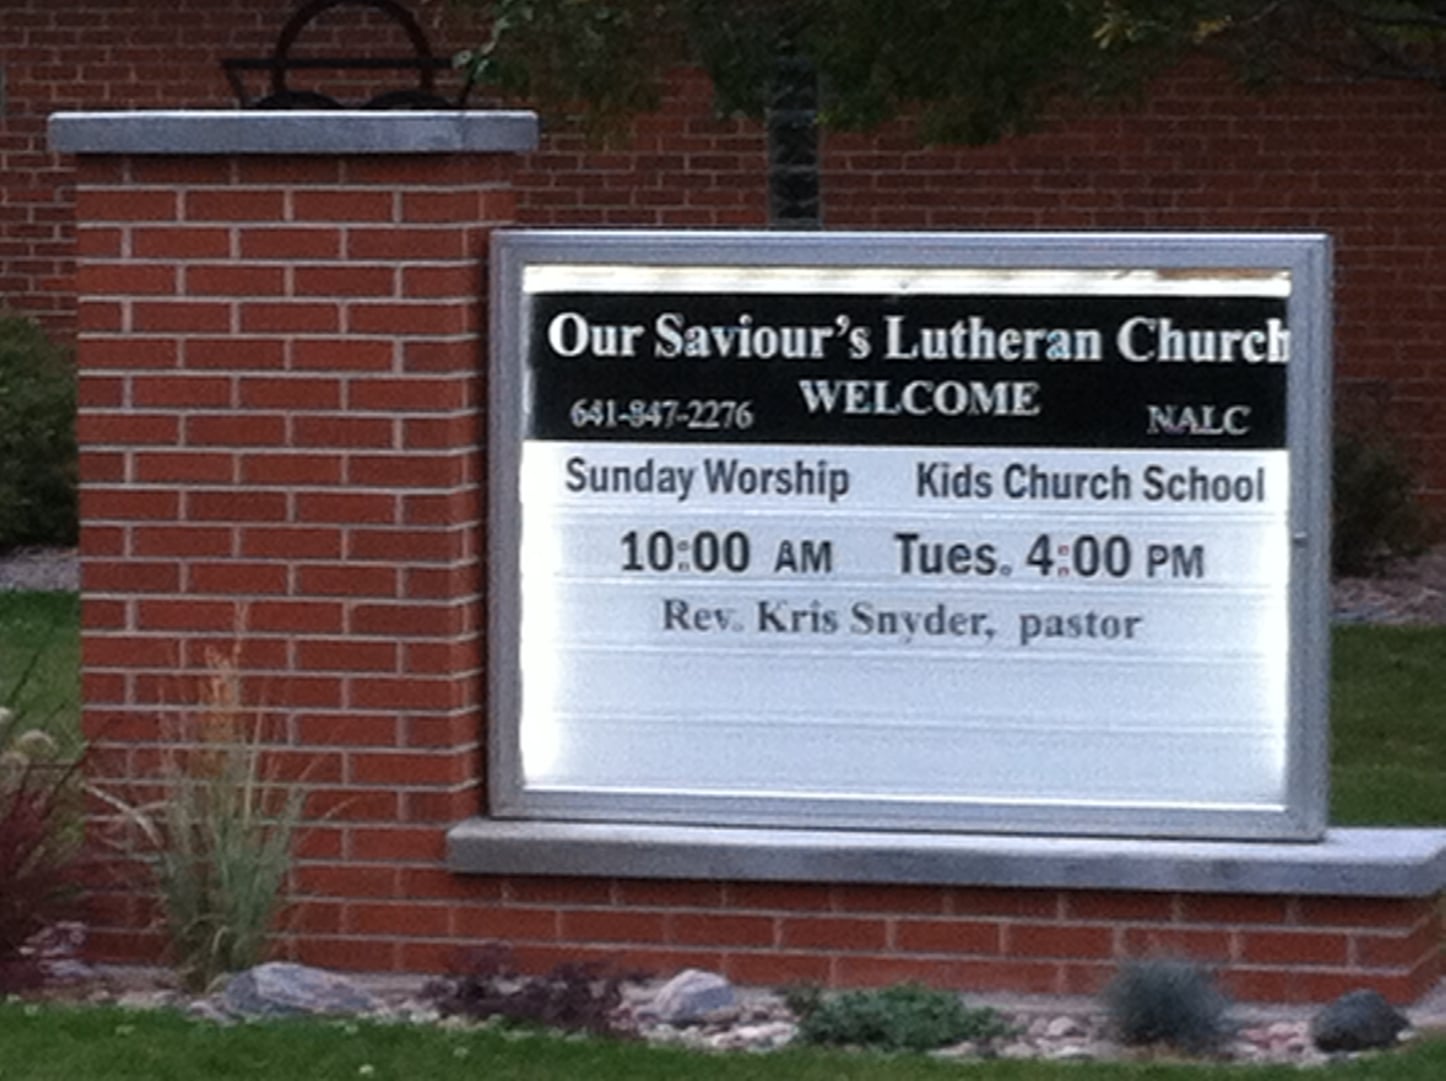 Our Saviour's Lutheran Church
WELCOME
641-847-2276 NALC
Sunday Worship Kids Church School
10:00 AM Tues. 4:00 PM
Rev. Kris Snyder, pastor